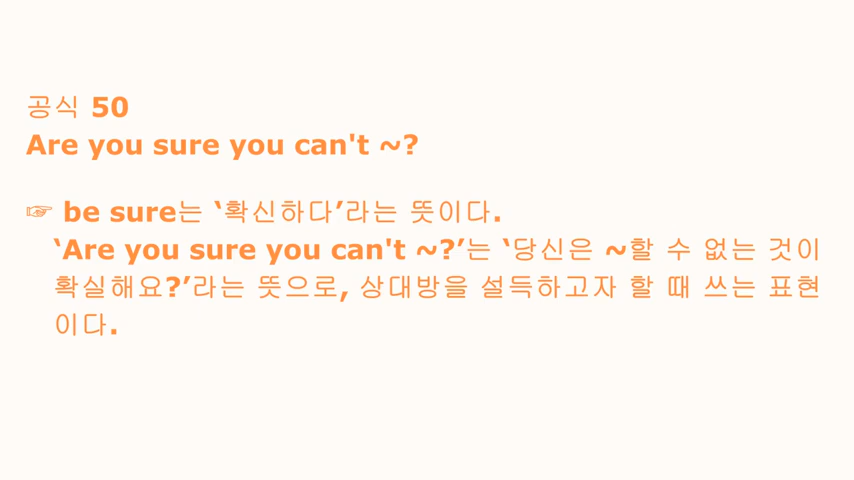 공식 50
Are you sure you can't ~?
☞ be sure는 ‘확신하다’라는 뜻이다.
‘Are you sure you can't ~?’는 ‘당신은 ~할 수 없는 것이
확실해요?’라는 뜻으로, 상대방을 설득하고자 할 때 쓰는 표현
이다.